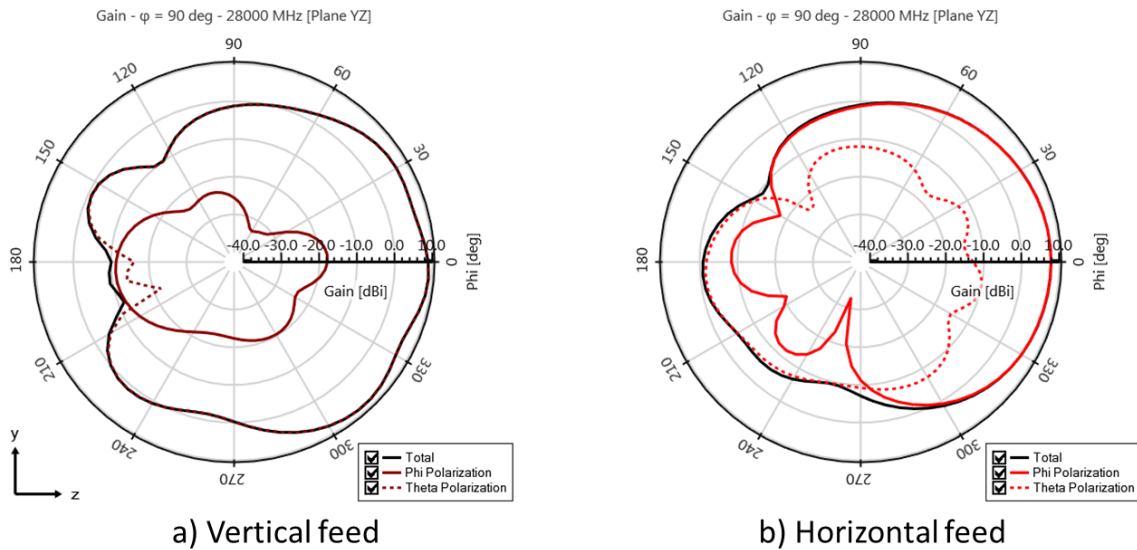 Gain - φ = 90 deg - 28000 MHz [Plane YZ]
90
120
60
150
30
180
-40.0 -30.0 -20.0 -10.0 0.0 10.0
0
Phi [deg]
Gain [dBi]
210
330
240
300
270
y
z
Total
Phi Polarization
Theta Polarization
a) Vertical feed
Gain - φ = 90 deg - 28000 MHz [Plane YZ]
90
120
60
150
30
180
-40.0 -30.0 -20.0 -10.0 0.0 10.0
0
Phi [deg]
Gain [dBi]
210
330
240
300
270
Total
Phi Polarization
Theta Polarization
b) Horizontal feed